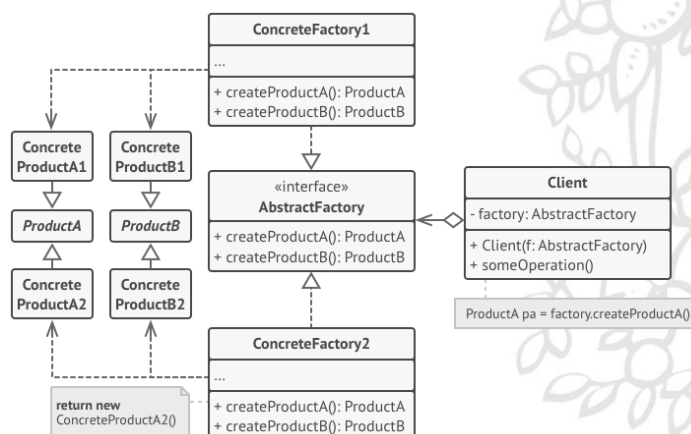 ConcreteFactory1
...
+ createProductA(): ProductA
+ createProductB(): ProductB
Concrete
ProductA1
Concrete
ProductB1
ProductA
ProductB
Concrete
ProductA2
Concrete
ProductB2
«interface»
AbstractFactory
+ createProductA(): ProductA
+ createProductB(): ProductB
Client
- factory: AbstractFactory
+ Client(f: AbstractFactory)
+ someOperation()
ProductA pa = factory.createProductA()
ConcreteFactory2
...
+ createProductA(): ProductA
+ createProductB(): ProductB
return new
ConcreteProductA2()